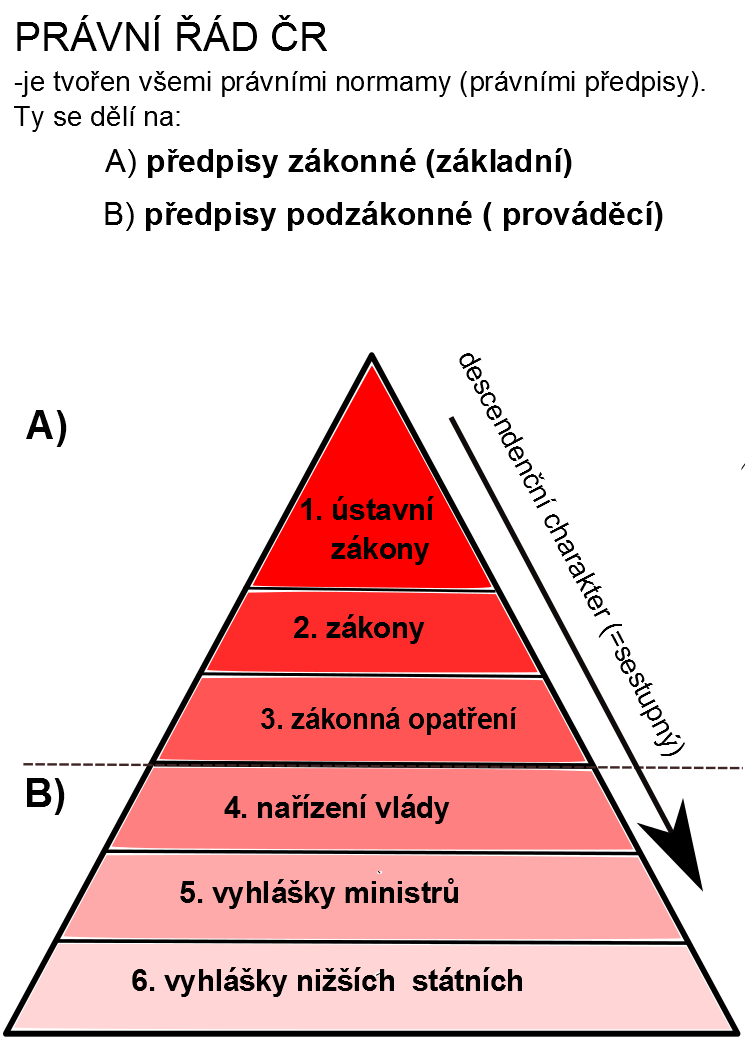 PRÁVNÍ ŘÁD ČR
-je tvořen všemi právními normamy (právními předpisy).
Ty se dělí na:
A) předpisy zákonné (základní)
B) předpisy podzákonné ( prováděcí)
descendenční charakter (=sestupný)
A)
1. ústavní
zákony
2. zákony
3. zákonná opatření
B)
4. nařízení vlády
5. vyhlášky ministrů
6. vyhlášky nižších státních